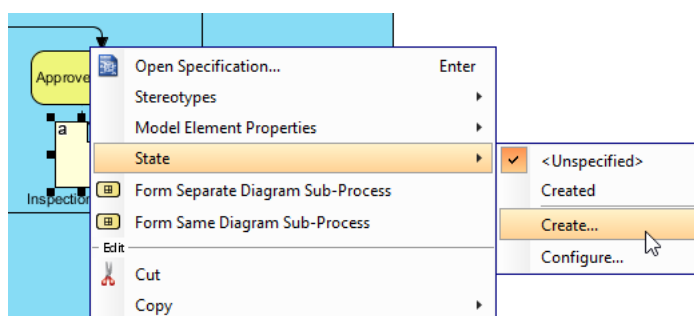 Approve
a
Inspection
Open Specification... Enter
Stereotypes
Model Element Properties
State
Form Separate Diagram Sub-Process
Form Same Diagram Sub-Process
Edit
Cut
Copy
<Unspecified>
Created
Create...
Configure...